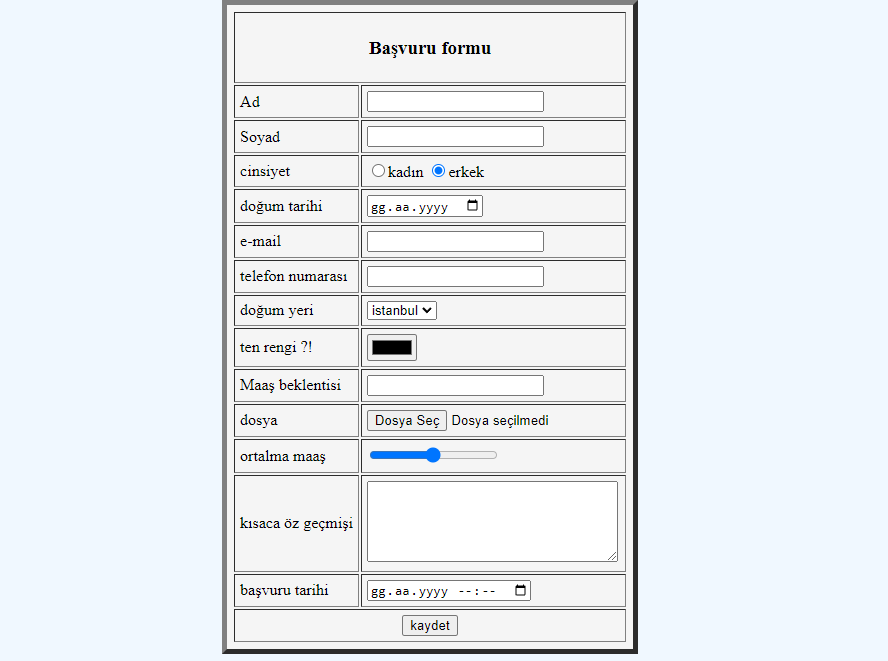 Başvuru formu
Ad
Soyad
cinsiyet kadın erkek
doğum tarihi gg.aa.yyyy
e-mail
telefon numarası
doğum yeri istanbul
ten rengi ?!
Maaş beklentisi
dosya Dosya Seç Dosya seçilmedi
ortalma maaş
kısaca öz geçmişi
başvuru tarihi gg.aa.yyyy --:--
kaydet